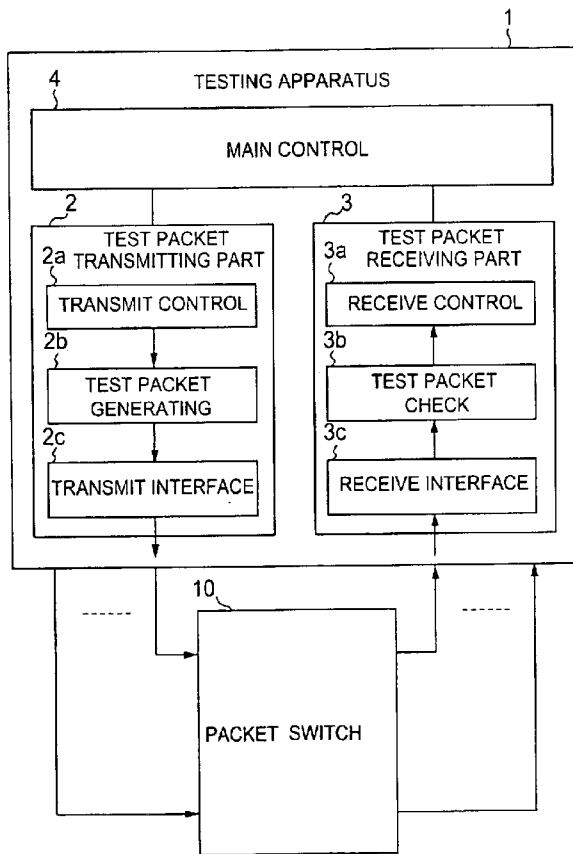 1
TESTING APPARATUS
4
MAIN CONTROL
2
TEST PACKET
TRANSMITTING PART
2a
TRANSMIT CONTROL
2b
TEST PACKET
GENERATING
2c
TRANSMIT INTERFACE
3
TEST PACKET
RECEIVING PART
3a
RECEIVE CONTROL
3b
TEST PACKET
CHECK
3c
RECEIVE INTERFACE
10
PACKET SWITCH